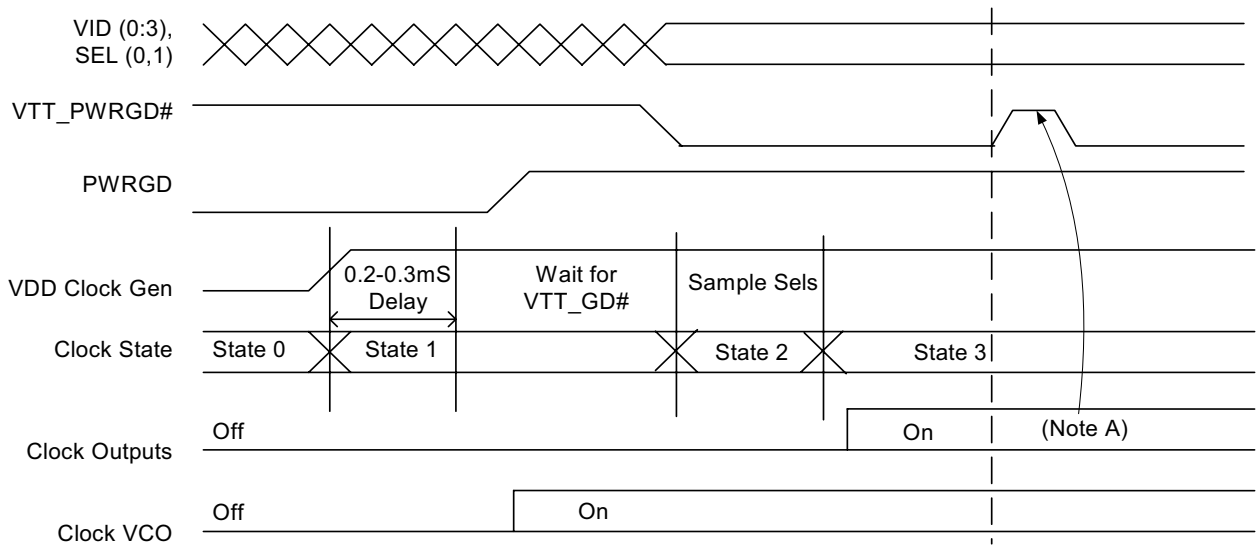 VID (0:3),
SEL (0,1)
VTT_PWRGD#
PWRGD
VDD Clock Gen
0.2-0.3mS
Delay
Wait for
VTT_GD#
Sample Sels
Clock State
State 0
State 1
State 2
State 3
Clock Outputs
Off
On
(Note A)
Clock VCO
Off
On